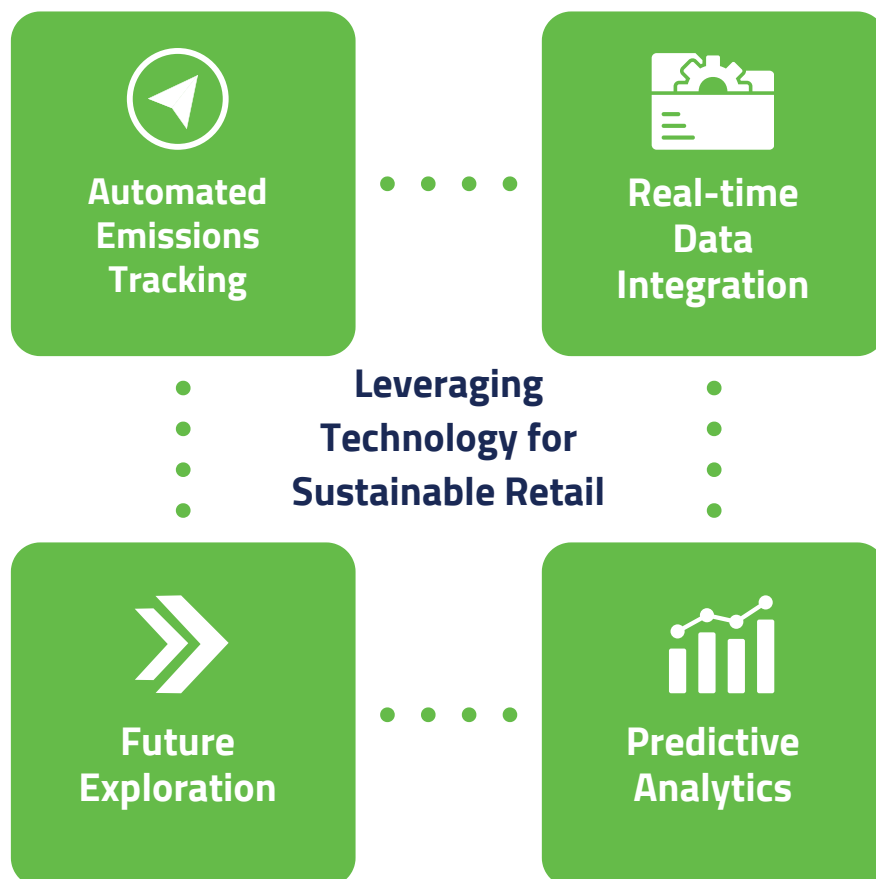 Automated
Emissions
Tracking
Real-time
Data
Integration
Leveraging
Technology for
Sustainable Retail
Future
Exploration
Predictive
Analytics